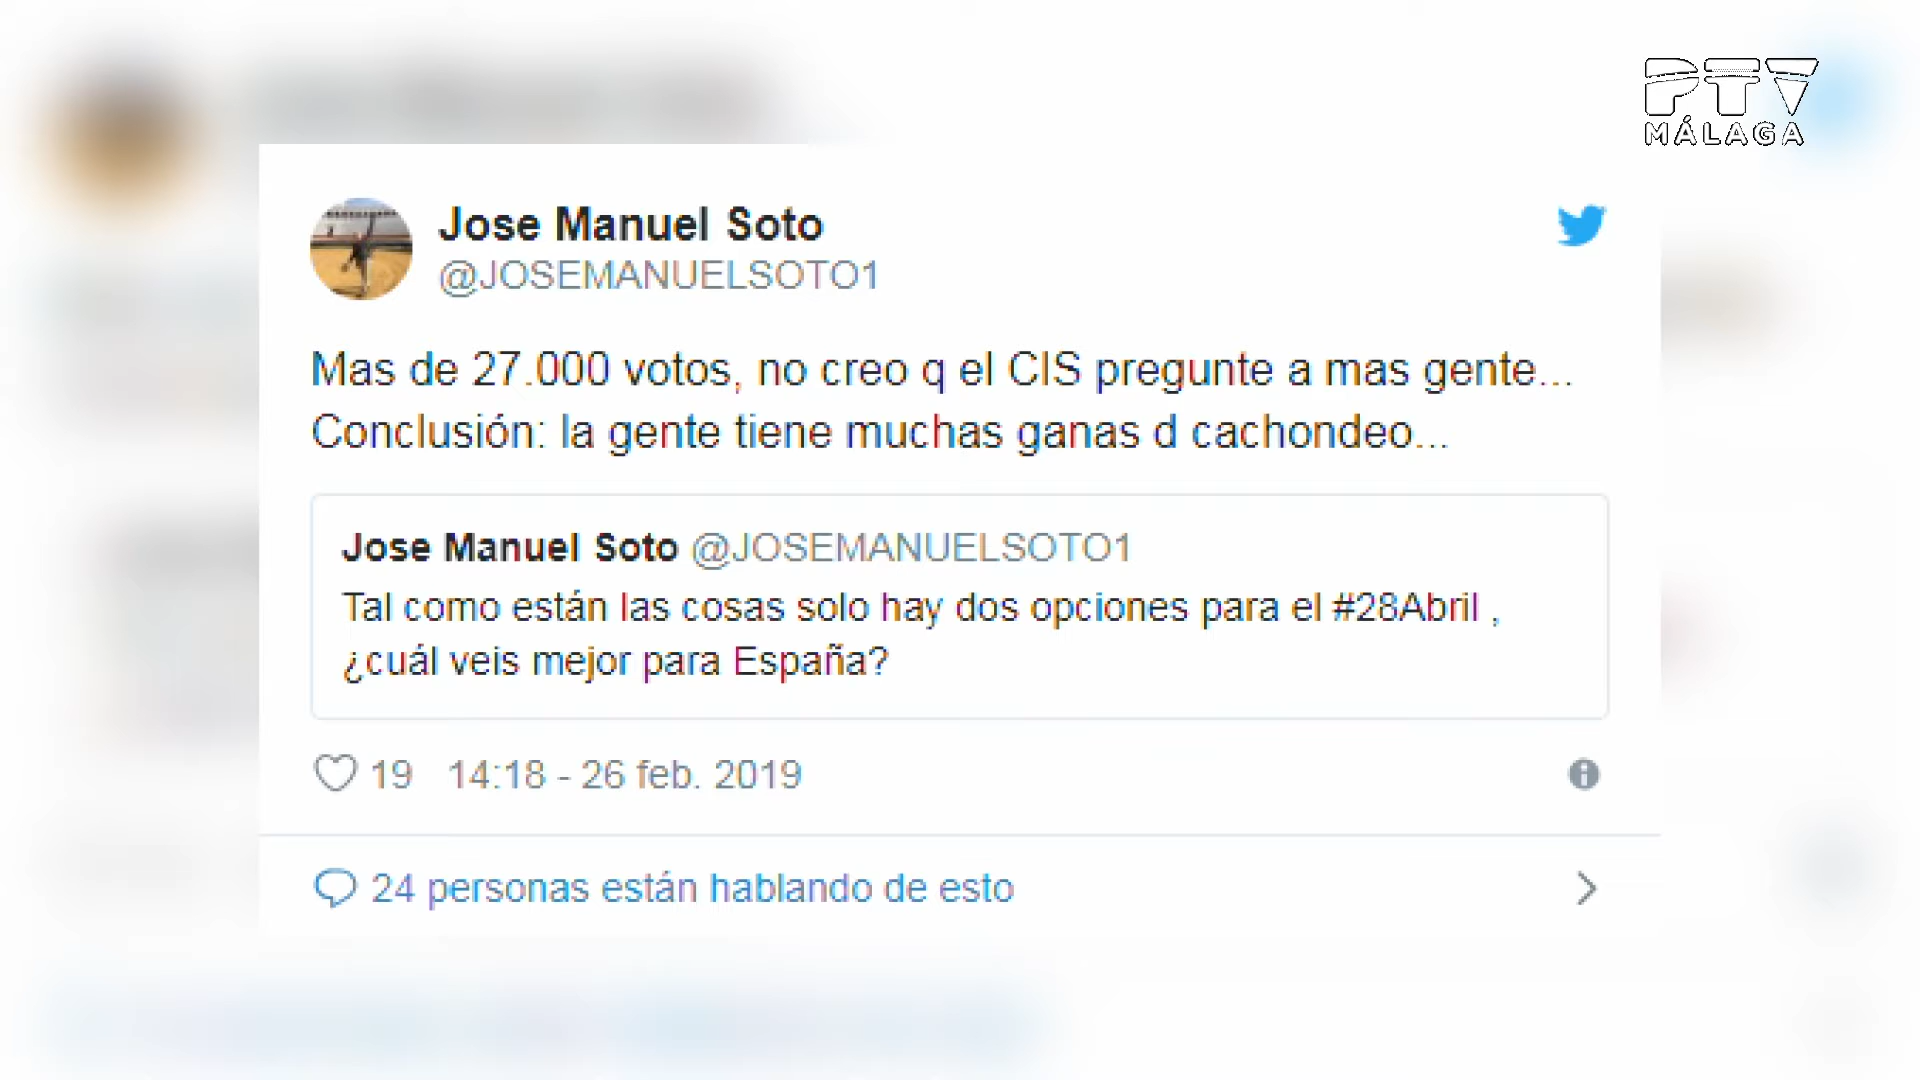 PTV
MÁLAGA
Jose Manuel Soto
@JOSEMANUELSOTO1
Mas de 27.000 votos, no creo q el CIS pregunte a mas gente...
Conclusión: la gente tiene muchas ganas d cachondeo...
Jose Manuel Soto @JOSEMANUELSOTO1
Tal como están las cosas solo hay dos opciones para el #28Abril ,
¿cuál veis mejor para España?
19 14:18 - 26 feb. 2019
24 personas están hablando de esto